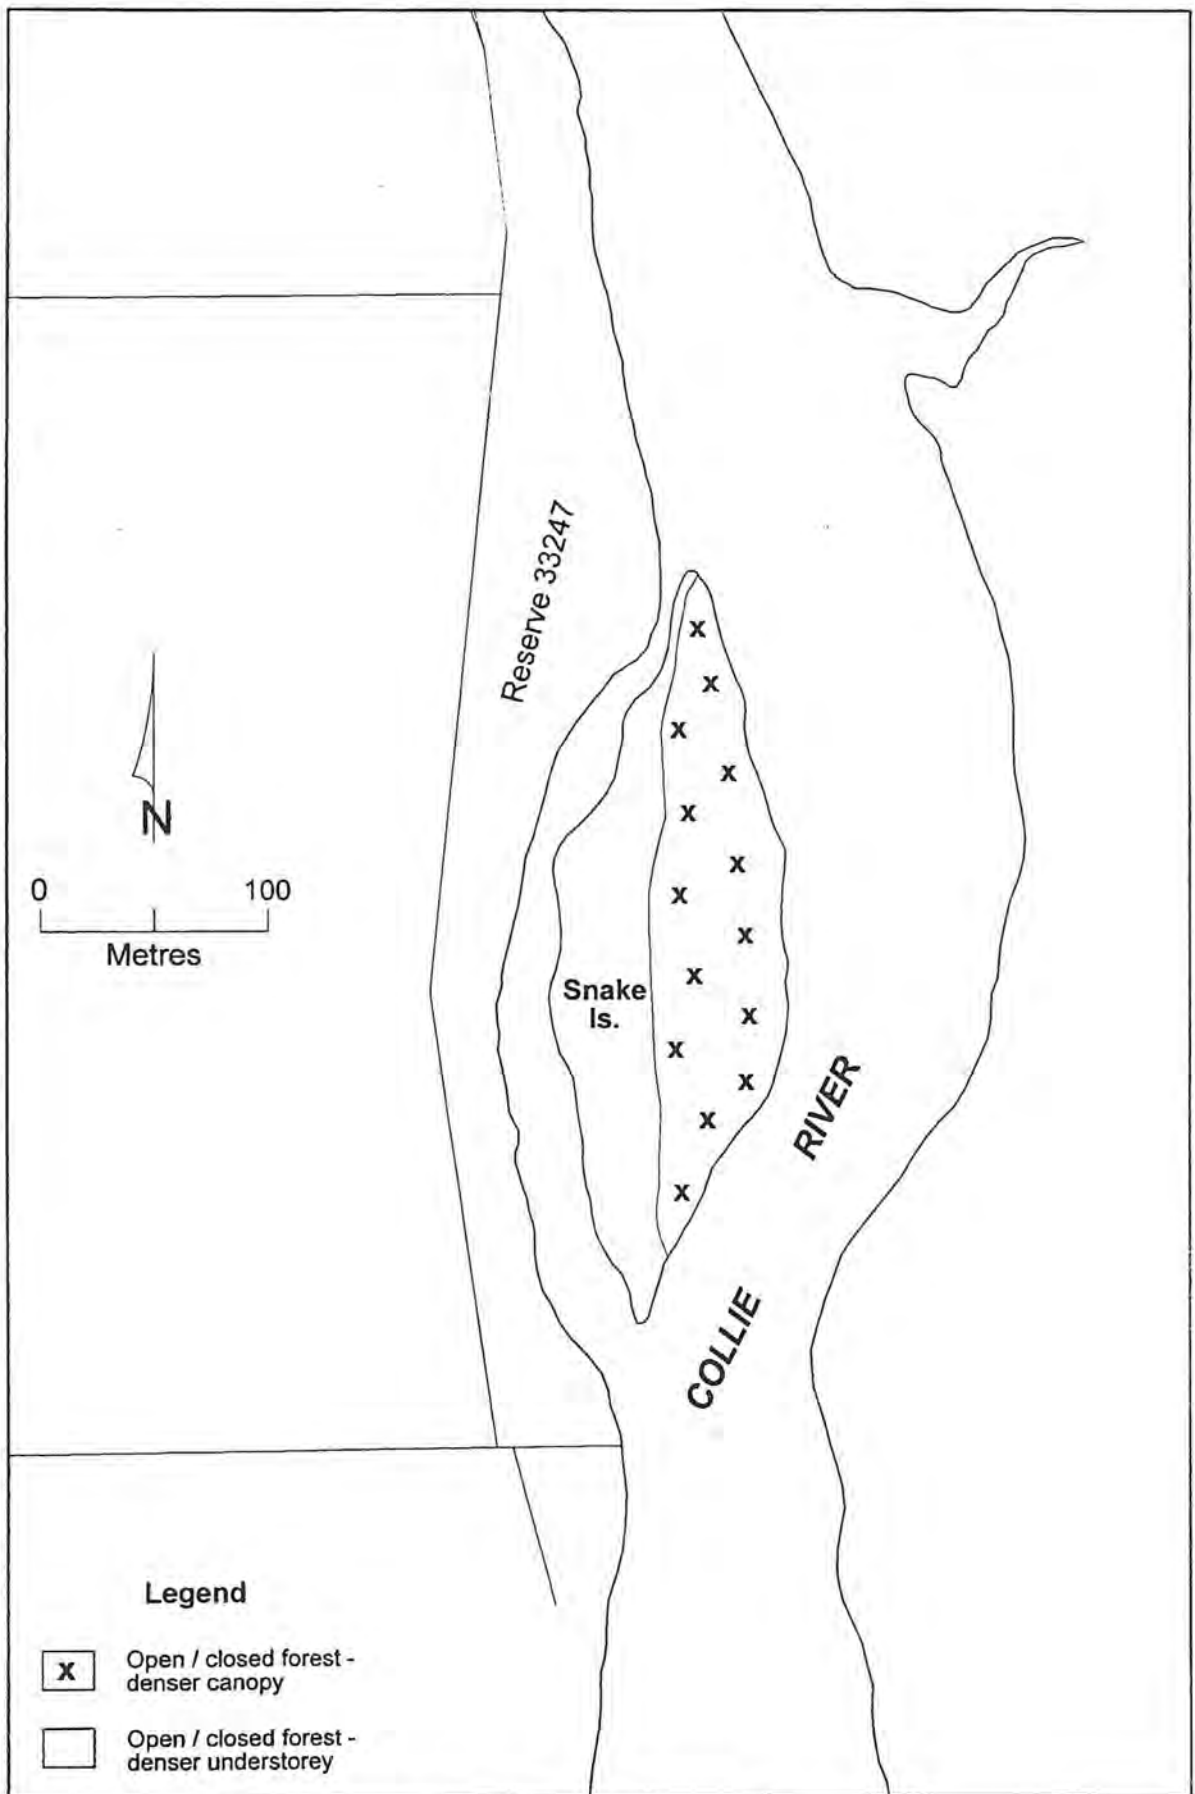 Reserve 33247
N
0 100
Metres
Snake
Is.
COLLIE RIVER
Legend
x Open / closed forest -
denser canopy
Open / closed forest -
denser understorey